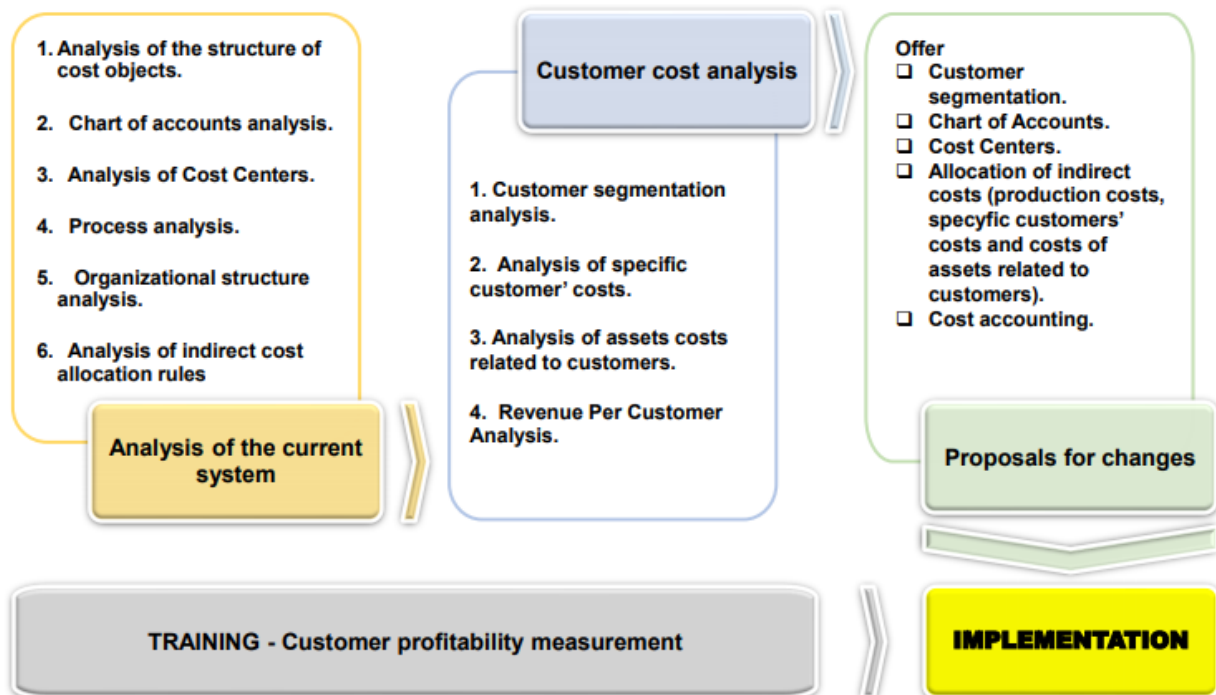 1. Analysis of the structure of
cost objects.
2. Chart of accounts analysis.
3. Analysis of Cost Centers.
4. Process analysis.
5. Organizational structure
analysis.
6. Analysis of indirect cost
allocation rules
Analysis of the current
system
Customer cost analysis
1. Customer segmentation
analysis.
2. Analysis of specific
customer’ costs.
3. Analysis of assets costs
related to customers.
4. Revenue Per Customer
Analysis.
Offer
❑ Customer
segmentation.
❑ Chart of Accounts.
❑ Cost Centers.
❑ Allocation of indirect
costs (production costs,
specyfic customers’
costs and costs of
assets related to
customers).
❑ Cost accounting.
Proposals for changes
TRAINING - Customer profitability measurement
IMPLEMENTATION